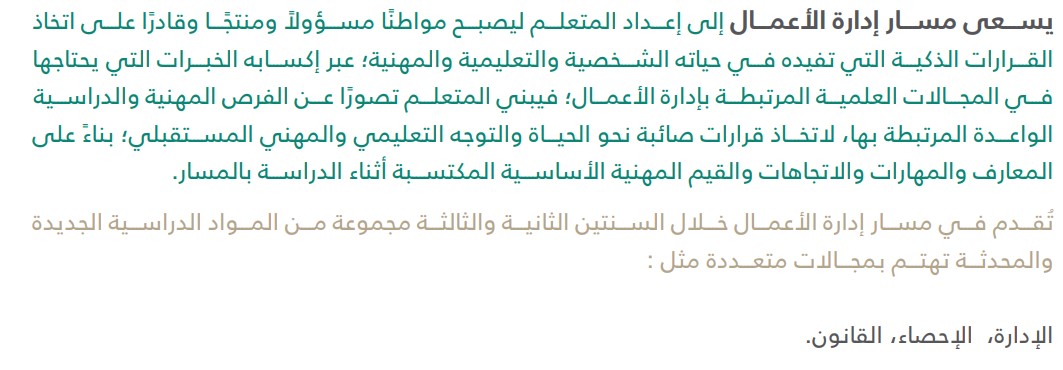 يسعى مسار إدارة الأعمال إلى إعداد المتعلم ليصبح مواطنًا مسؤولاً ومنتجًا وقادرًا على اتخاذ
القرارات الذكية التي تفيده في حياته الشخصية والتعليمية والمهنية؛ عبر إكسابه الخبرات التي يحتاجها
في المجالات العلمية المرتبطة بإدارة الأعمال؛ فيبني المتعلم تصورًا عن الفرص المهنية والدراسية
الواعدة المرتبطة بها، لاتخاذ قرارات صائبة نحو الحياة والتوجه التعليمي والمهني المستقبلي؛ بناءً على
المعارف والمهارات والاتجاهات والقيم المهنية الأساسية المكتسبة أثناء الدراسة بالمسار.
تُقدم في مسار إدارة الأعمال خلال السنتين الثانية والثالثة مجموعة من المواد الدراسية الجديدة
والمحدثة تهتم بمجالات متعددة مثل :
الإدارة، الإحصاء، القانون.